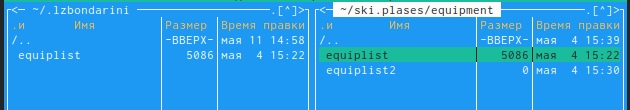 <~ ~/.lzbondarini .[^]>
.и Имя Размер Время правки
/.. -ВВЕРХ- мая 11 14:58
equiplist 5086 мая 4 15:22
<~ ~/ski.plases/equipment .[^]>
.и Имя Размер Время правки
/.. -ВВЕРХ- мая 4 15:39
equiplist 5086 мая 4 15:22
equiplist2 0 мая 4 15:30